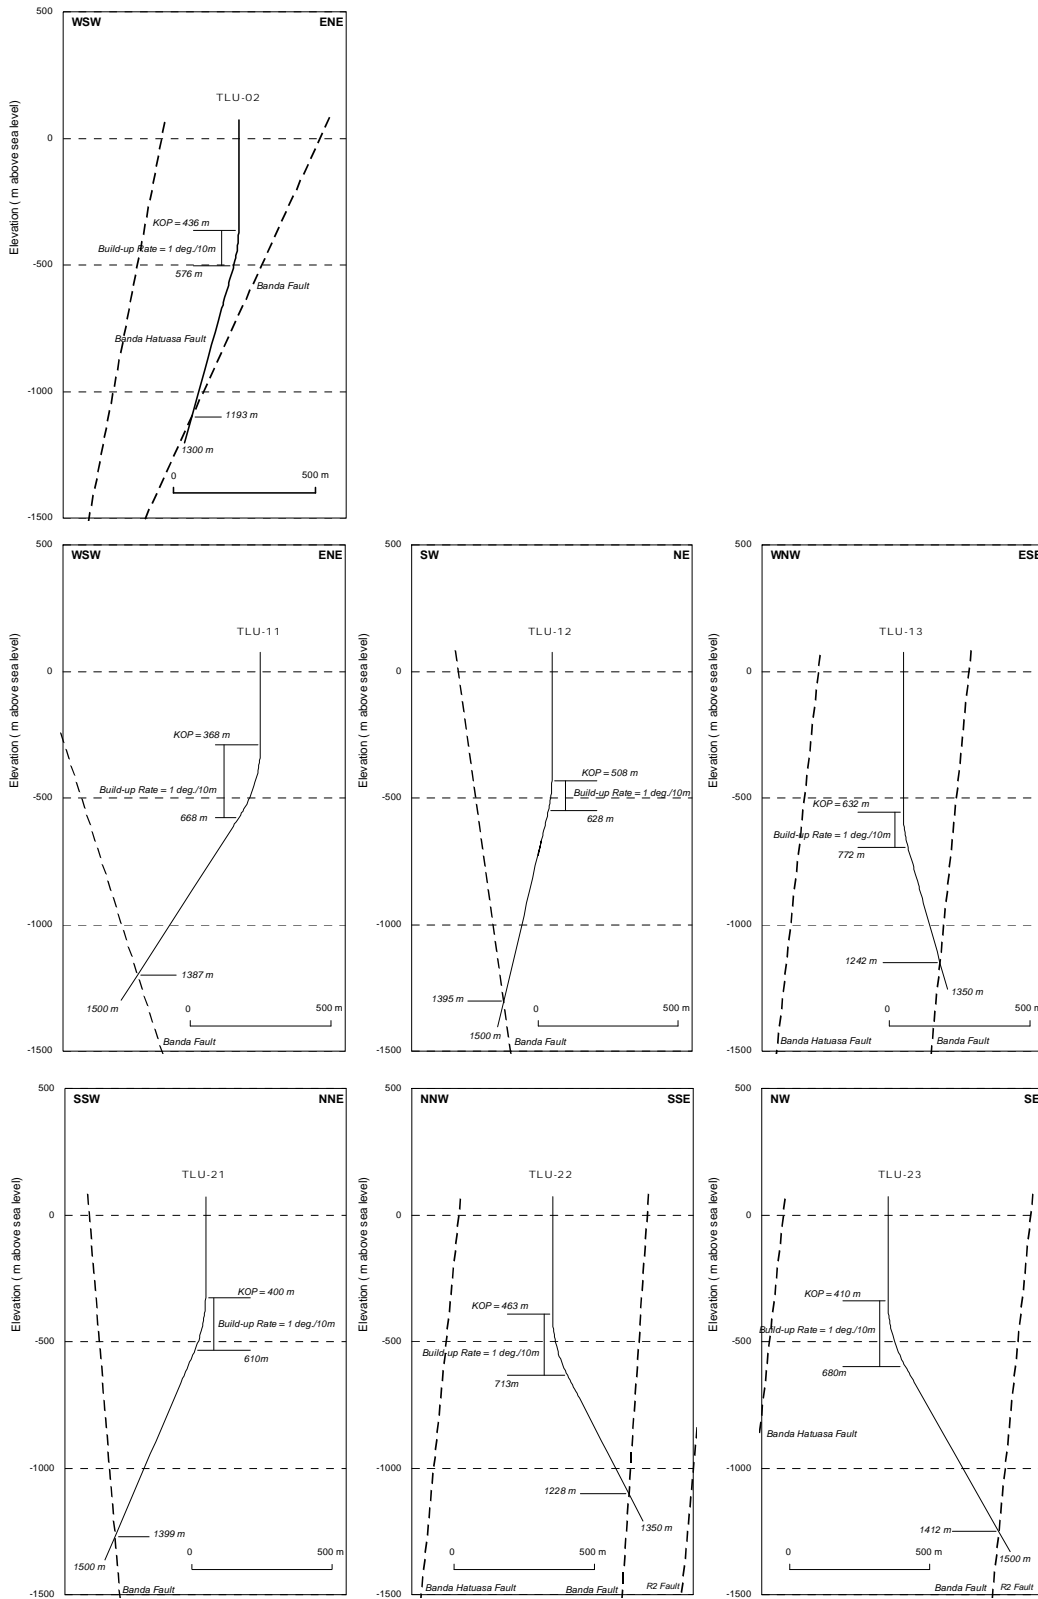 500
WSW
ENE
TLU-02
0
KOP = 436 m
Build-up Rate = 1 deg./10m
-500
576 m
Banda Fault
Banda Hatuasa Fault
-1000
1193 m
1300 m
0
500 m
-1500
Elevation ( m above sea level)
500
WSW
ENE
TLU-11
0
KOP = 368 m
Build-up Rate = 1 deg./10m
-500
668 m
-1000
1387 m
1500 m
0
500 m
-1500
Banda Fault
Elevation ( m above sea level)
500
SW
NE
TLU-12
0
KOP = 508 m
Build-up Rate = 1 deg./10m
-500
628 m
-1000
1395 m
1500 m
0
500 m
-1500
Banda Fault
Elevation ( m above sea level)
500
WNW
ESE
TLU-13
0
KOP = 632 m
-500
Build-up Rate = 1 deg./10m
772 m
-1000
1242 m
1350 m
0
500 m
-1500
Banda Hatuasa Fault
Banda Fault
Elevation ( m above sea level)
500
SSW
NNE
TLU-21
0
KOP = 400 m
Build-up Rate = 1 deg./10m
-500
610m
-1000
1399 m
1500 m
0
500 m
-1500
Banda Fault
Elevation ( m above sea level)
500
NNW
SSE
TLU-22
0
KOP = 463 m
-500
Build-up Rate = 1 deg./10m
713m
-1000
1228 m
1350 m
0
500 m
-1500
Banda Hatuasa Fault
Banda Fault
R2 Fault
Elevation ( m above sea level)
500
NW
SE
TLU-23
0
KOP = 410 m
Build-up Rate = 1 deg./10m
-500
680m
Banda Hatuasa Fault
-1000
1412 m
1500 m
0
500 m
-1500
Banda Fault
R2 Fault
Elevation ( m above sea level)